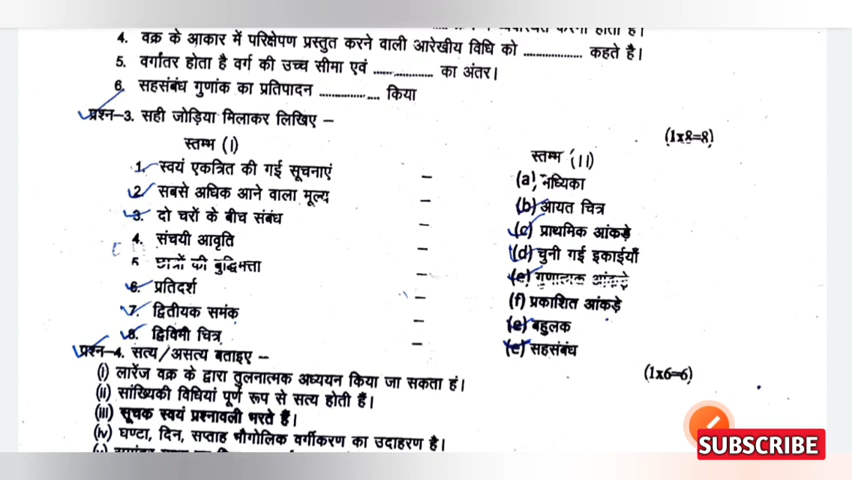 4. वक्र के आकार में परिक्षेपण प्रस्तुत करने वाली आरेखीय विधि को .................. कहते है।
5. वर्गांतर होता है वर्ग की उच्च सीमा एवं .................. का अंतर।
6. सहसंबंध गुणांक का प्रतिपादन .................. किया
प्रश्न-3. सही जोड़िया मिलाकर लिखिए –
(1x8=8)
स्तम्भ (I)
स्तम्भ (II)
1. स्वयं एकत्रित की गई सूचनाएं – (a) मध्यिका
2. सबसे अधिक आने वाला मूल्य – (b) आयत चित्र
3. दो चरों के बीच संबंध – (c) प्राथमिक आंकड़े
4. संचयी आवृति – (d) चुनी गई इकाईयाँ
5. छात्रों की बुद्धिमत्ता – (e) गुणात्मक आंकड़े
6. प्रतिदर्श – (f) प्रकाशित आंकड़े
7. द्वितीयक समंक – (e) बहुलक
8. द्विविमी चित्र – (e) सहसंबंध
प्रश्न-4. सत्य/असत्य बताइए –
(1x6=6)
(i) लारेंज वक्र के द्वारा तुलनात्मक अध्ययन किया जा सकता हं।
(ii) सांख्यिकी विधियां पूर्ण रूप से सत्य होती हैं।
(iii) सूचक स्वयं प्रश्नावली भरते हैं।
(iv) घण्टा, दिन, सप्ताह भौगोलिक वर्गीकरण का उदाहरण है।
SUBSCRIBE